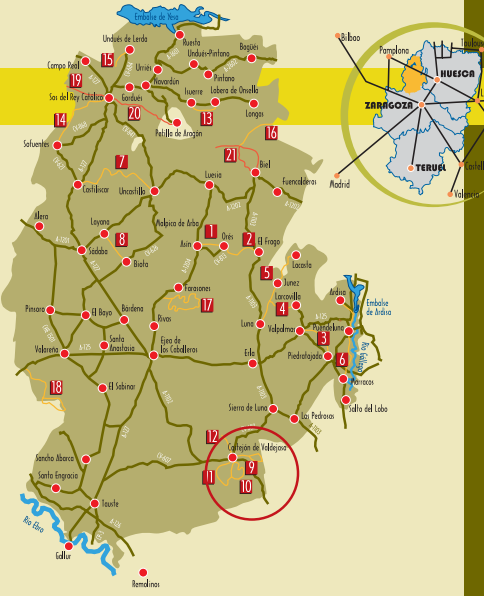 Embalse de Yesa
Undués de Lerda
Ruesta
Undués-Pintano
Bagüés
Campo Real
15
Urriés
Pintano
19
Navardún
Sos del Rey Católico
Gordués
Isuerre
Lobera de Onsella
20
13
Longas
14
Petilla de Aragón
16
Sofuentes
7
21
Biel
Castiliscar
Uncastillo
Luesia
Fuencalderas
Alera
Layana
Malpica de Arba
1
8
Asín
Orés
2
El Frago
Sádaba
Biota
Lacasta
5
Junez
Farasones
Lacorvilla
Ardisa
Embalse
de Ardisa
17
4
Pinsoro
El Bayo
Bárdena
Rivas
Luna
Valpalmas
Puendeluna
3
Santa
Anastasia
Ejea de
los Caballeros
Valareña
Erla
Piedratajada
6
Río Gállego
Marracos
18
El Sabinar
Sierra de Luna
Las Pedrosas
Salto del Lobo
12
Castejón de Valdejasa
Sancho Abarca
9
Santa Engracia
11
10
Tauste
Río Ebro
Gallur
Remolinos
Bilbao
Pamplona
Toulous
HUESCA
ZARAGOZA
TERUEL
Madrid
Castell
Valencia